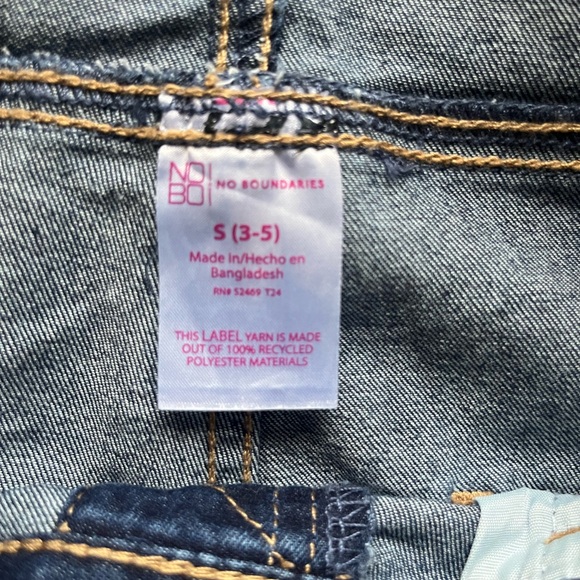 NO
BO
NO BOUNDARIES
S (3-5)
Made In/Hecho en
Bangladesh
RN# 52469 T24
THIS LABEL YARN IS MADE
OUT OF 100% RECYCLED
POLYESTER MATERIALS